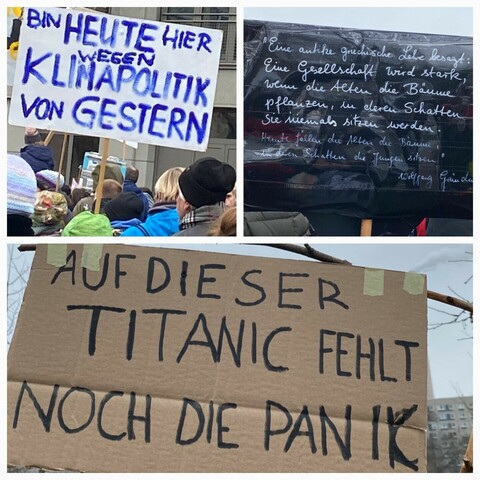 BIN HEUTE HIER
WEGEN
KLIMAPOLITIK
VON GESTERN
"Eine antike griechische Lehre besagt:
Eine Gesellschaft wird stark,
wenn die Alten die Bäume
pflanzen, in deren Schatten
sie niemals sitzen werden.
Heute fällen die Alten die Bäume
in deren Schatten die Jungen sitzen."
Wolfgang
AUF DIESER
TITANIC FEHLT
NOCH DIE PANIK